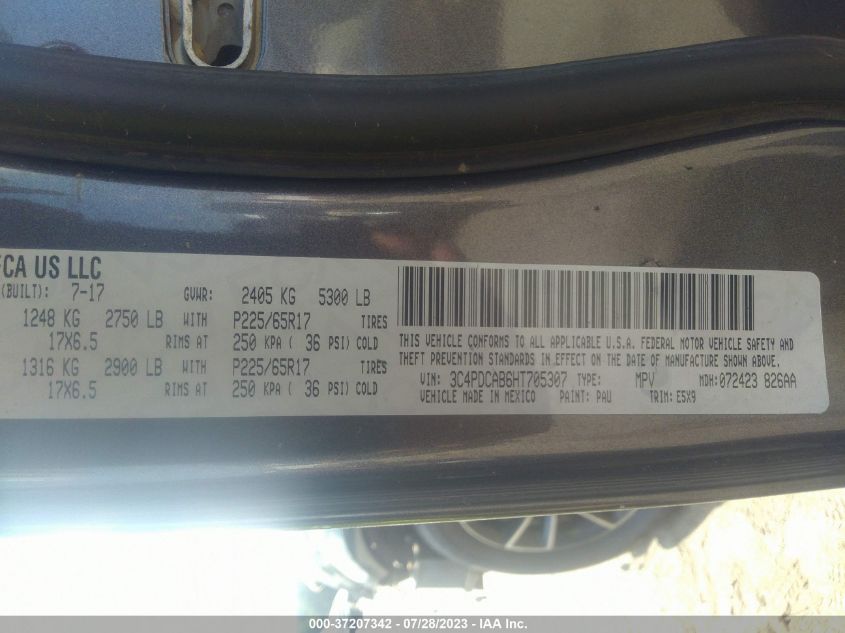 FCA US LLC
(BUILT): 7-17 GVWR: 2405 KG 5300 LB
1248 KG 2750 LB WITH P225/65R17 TIRES
17X6.5 RIMS AT 250 KPA ( 36 PSI) COLD
1316 KG 2900 LB WITH P225/65R17 TIRES
17X6.5 RIMS AT 250 KPA ( 36 PSI) COLD
THIS VEHICLE CONFORMS TO ALL APPLICABLE U.S.A. FEDERAL MOTOR VEHICLE SAFETY AND
THEFT PREVENTION STANDARDS IN EFFECT ON THE DATE OF MANUFACTURE SHOWN ABOVE.
VIN: 3C4PDCAB6HT705307 TYPE: MPV MDH: 072423 826AA
VEHICLE MADE IN MEXICO PAINT: PAU TRIM: E5X9
000-37207342 / 07/28/2023 - IAA Inc.